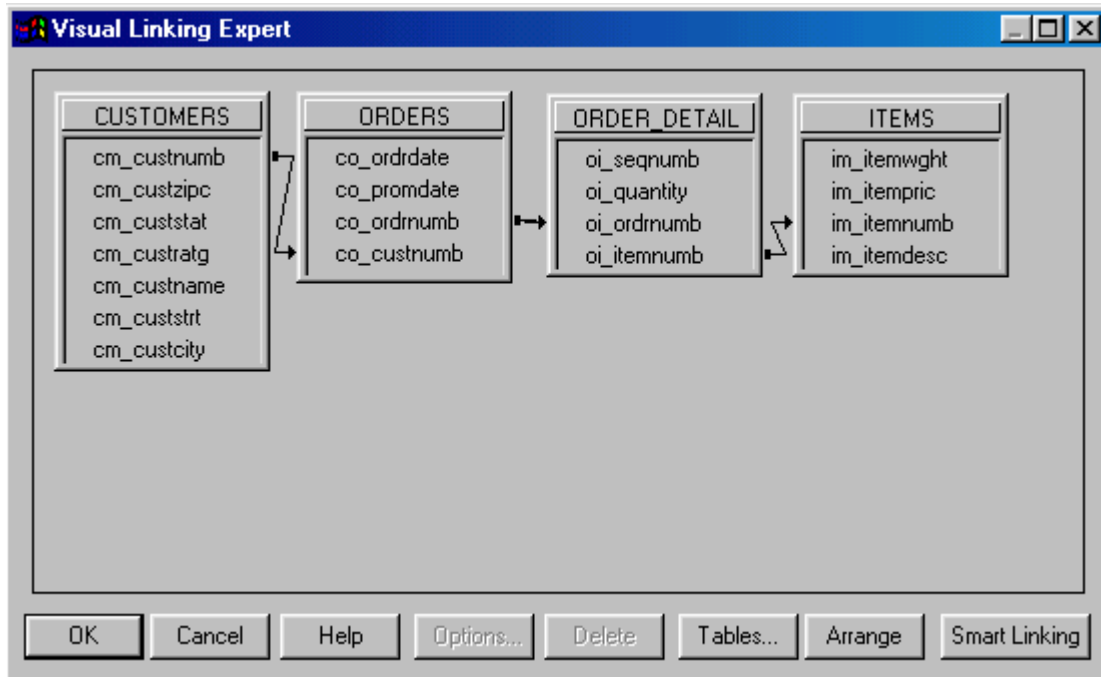 Visual Linking Expert
CUSTOMERS
cm_custnumb
cm_custzipc
cm_custstat
cm_custratg
cm_custname
cm_custstrt
cm_custcity
ORDERS
co_ordrdate
co_promdate
co_ordrnumb
co_custnumb
ORDER_DETAIL
oi_seqnumb
oi_quantity
oi_ordrnumb
oi_itemnumb
ITEMS
im_itemwght
im_itempric
im_itemnumb
im_itemdesc
OK Cancel Help Options... Delete Tables... Arrange Smart Linking